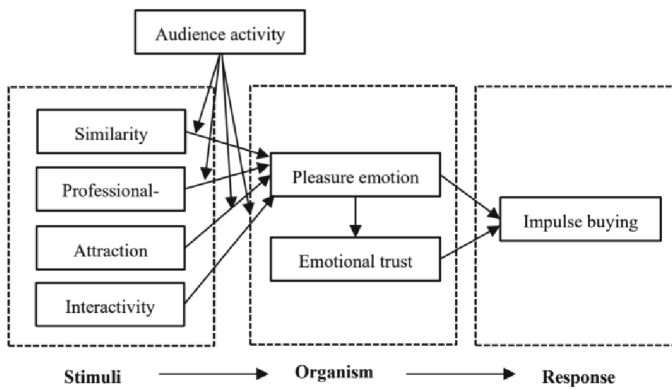 Audience activity
Similarity
Professional-
Attraction
Interactivity
Pleasure emotion
Emotional trust
Impulse buying
Stimuli
Organism
Response